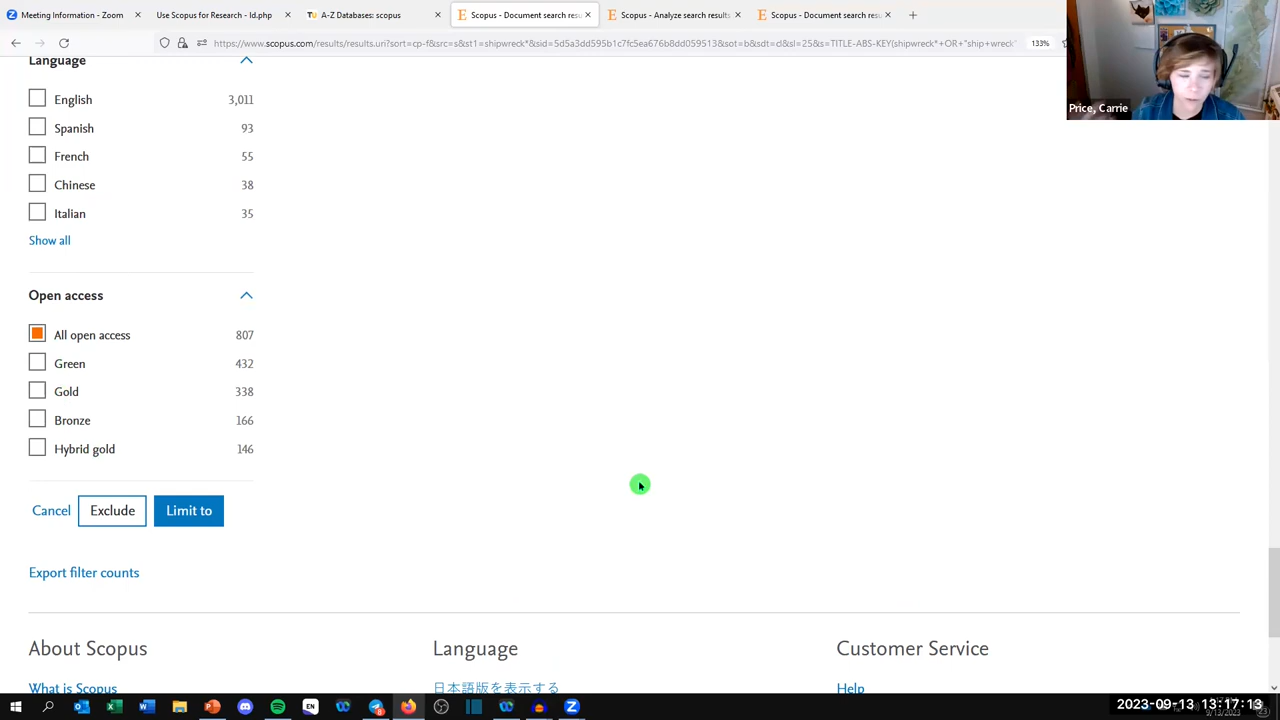 Meeting Information - Zoom
Use Scopus for Research - ld.php
TU A-Z Databases: scopus
Scopus - Document search resu
Scopus - Analyze search results
Scopus - Document search resu
133%
Price, Carrie
Language
English 3,011
Spanish 93
French 55
Chinese 38
Italian 35
Show all
Open access
All open access 807
Green 432
Gold 338
Bronze 166
Hybrid gold 146
Cancel Exclude Limit to
Export filter counts
About Scopus Language Customer Service
What is Scopus 日本語版を表示する Help
2023-09-13 13:17:13